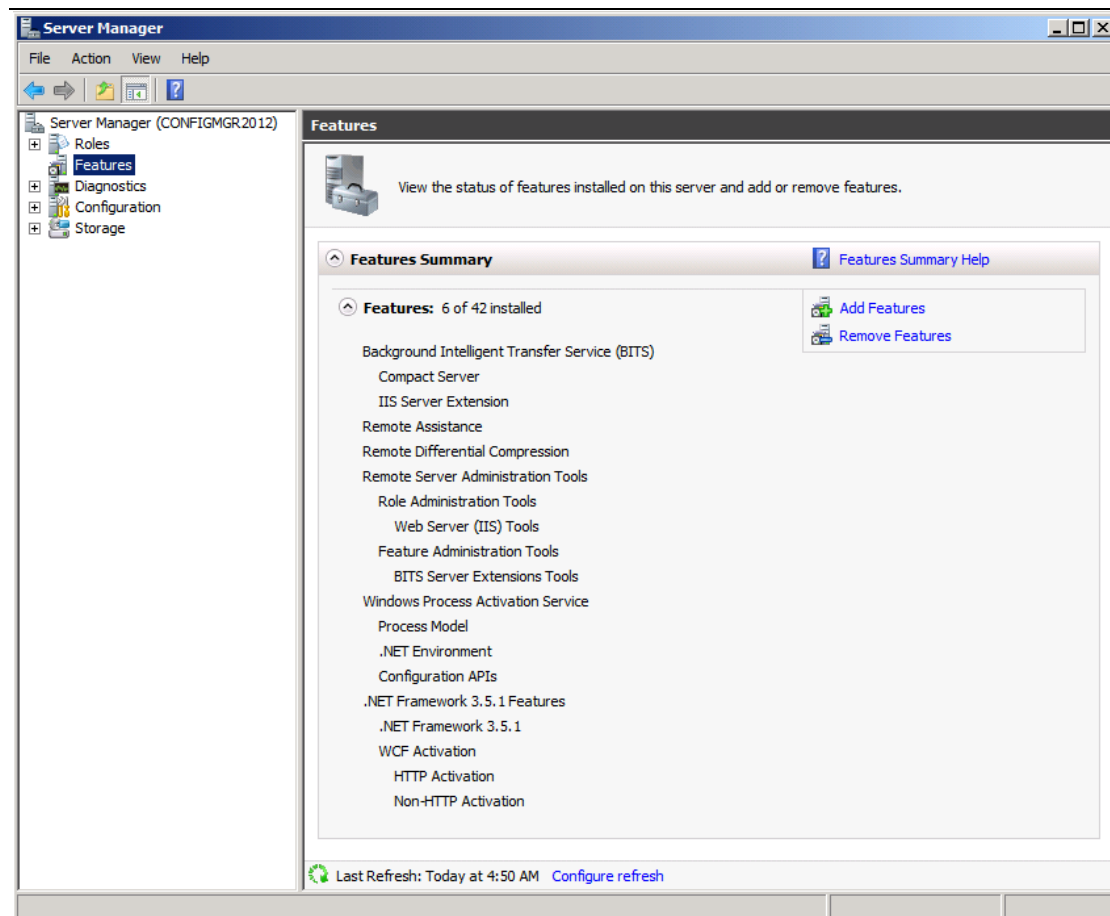 Server Manager
File Action View Help
Server Manager (CONFIGMGR2012)
Roles
Features
Diagnostics
Configuration
Storage
Features
View the status of features installed on this server and add or remove features.
Features Summary
Features Summary Help
Features: 6 of 42 installed
Add Features
Remove Features
Background Intelligent Transfer Service (BITS)
Compact Server
IIS Server Extension
Remote Assistance
Remote Differential Compression
Remote Server Administration Tools
Role Administration Tools
Web Server (IIS) Tools
Feature Administration Tools
BITS Server Extensions Tools
Windows Process Activation Service
Process Model
.NET Environment
Configuration APIs
.NET Framework 3.5.1 Features
.NET Framework 3.5.1
WCF Activation
HTTP Activation
Non-HTTP Activation
Last Refresh: Today at 4:50 AM Configure refresh